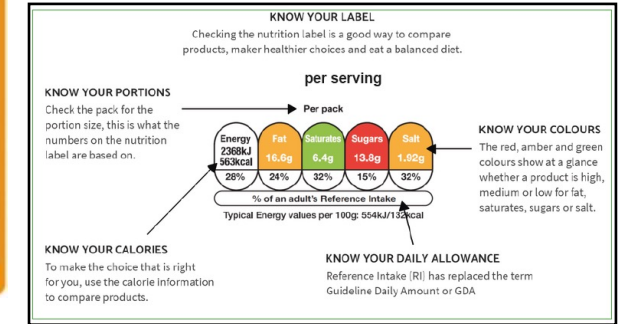 KNOW YOUR LABEL
Checking the nutrition label is a good way to compare
products, maker healthier choices and eat a balanced diet.
per serving
KNOW YOUR PORTIONS
Check the pack for the
portion size, this is what the
numbers on the nutrition
label are based on.
Per pack
Energy
2368kJ
563kcal
28%
Fat
16.6g
24%
Saturates
6.4g
32%
Sugars
13.8g
15%
Salt
1.92g
32%
% of an adult's Reference Intake
Typical Energy values per 100g: 554kJ/132kcal
KNOW YOUR COLOURS
The red, amber and green
colours show at a glance
whether a product is high,
medium or low for fat,
saturates, sugars or salt.
KNOW YOUR CALORIES
To make the choice that is right
for you, use the calorie information
to compare products.
KNOW YOUR DAILY ALLOWANCE
Reference Intake (RI) has replaced the term
Guideline Daily Amount or GDA